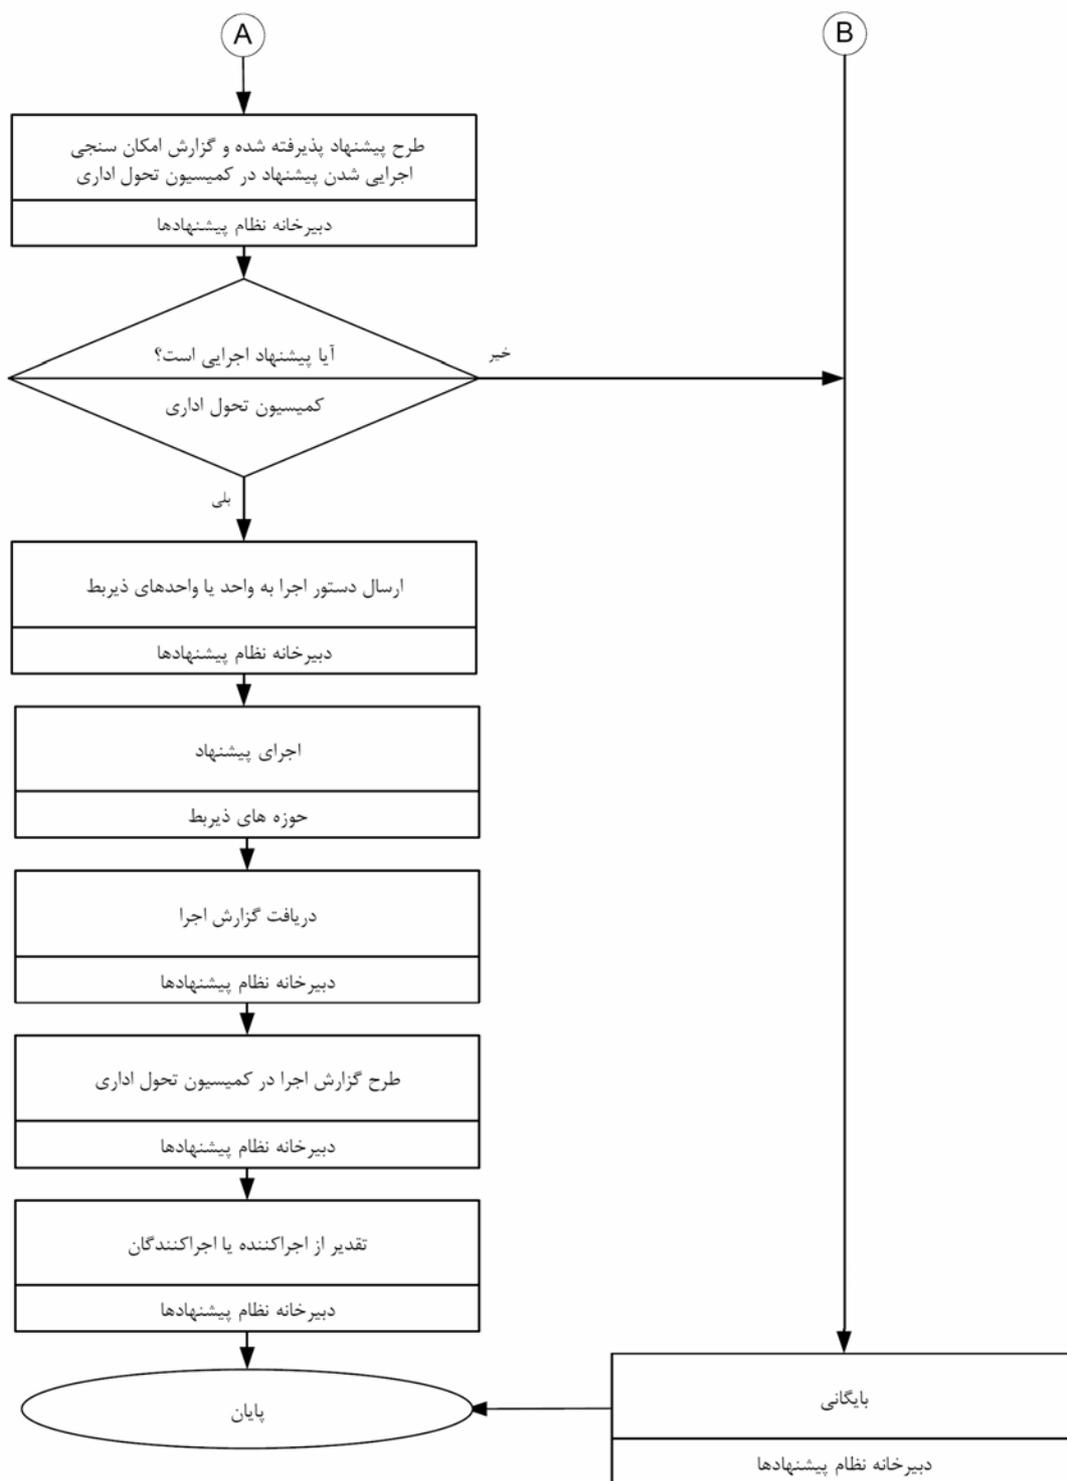 A
B
طرح پیشنهاد پذیرفته شده و گزارش امکان سنجی
اجرایی شدن پیشنهاد در کمیسیون تحول اداری
دبیرخانه نظام پیشنهادها
آیا پیشنهاد اجرایی است؟
خیر
کمیسیون تحول اداری
بلی
ارسال دستور اجرا به واحد یا واحدهای ذیربط
دبیرخانه نظام پیشنهادها
اجرای پیشنهاد
حوزه های ذیربط
دریافت گزارش اجرا
دبیرخانه نظام پیشنهادها
طرح گزارش اجرا در کمیسیون تحول اداری
دبیرخانه نظام پیشنهادها
تقدیر از اجراکننده یا اجراکنندگان
دبیرخانه نظام پیشنهادها
پایان
بایگانی
دبیرخانه نظام پیشنهادها